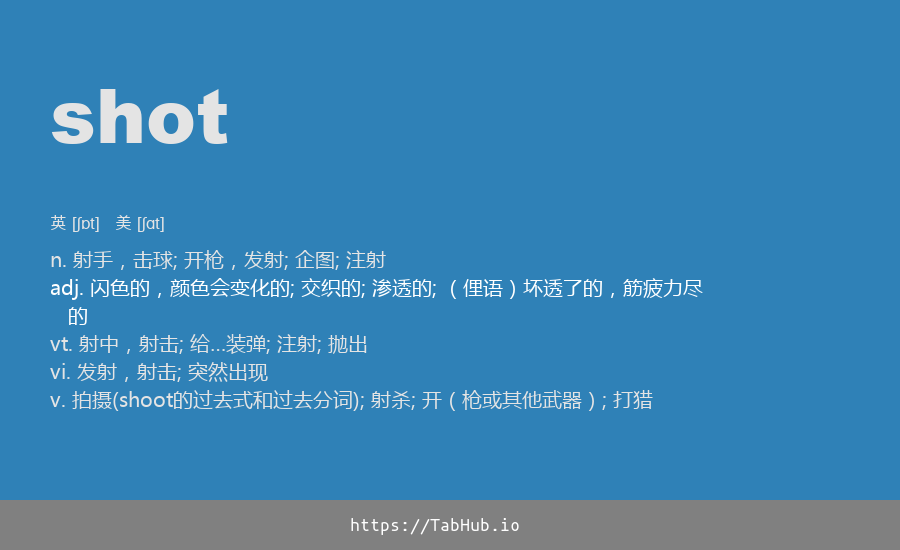 shot
英 [ʃɒt] 美 [ʃɑt]
n. 射手，击球; 开枪，发射; 企图; 注射
adj. 闪色的，颜色会变化的; 交织的; 渗透的; （俚语）坏透了的，筋疲力尽
的
vt. 射中，射击; 给...装弹; 注射; 抛出
vi. 发射，射击; 突然出现
v. 拍摄(shoot的过去式和过去分词); 射杀; 开（枪或其他武器）; 打猎
https://TabHub.io